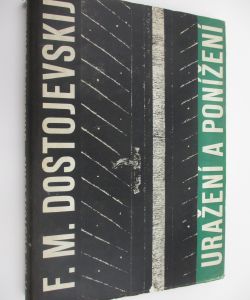 F. M. DOSTOJEVSKIJ
URAŽENÍ A PONÍŽENÍ